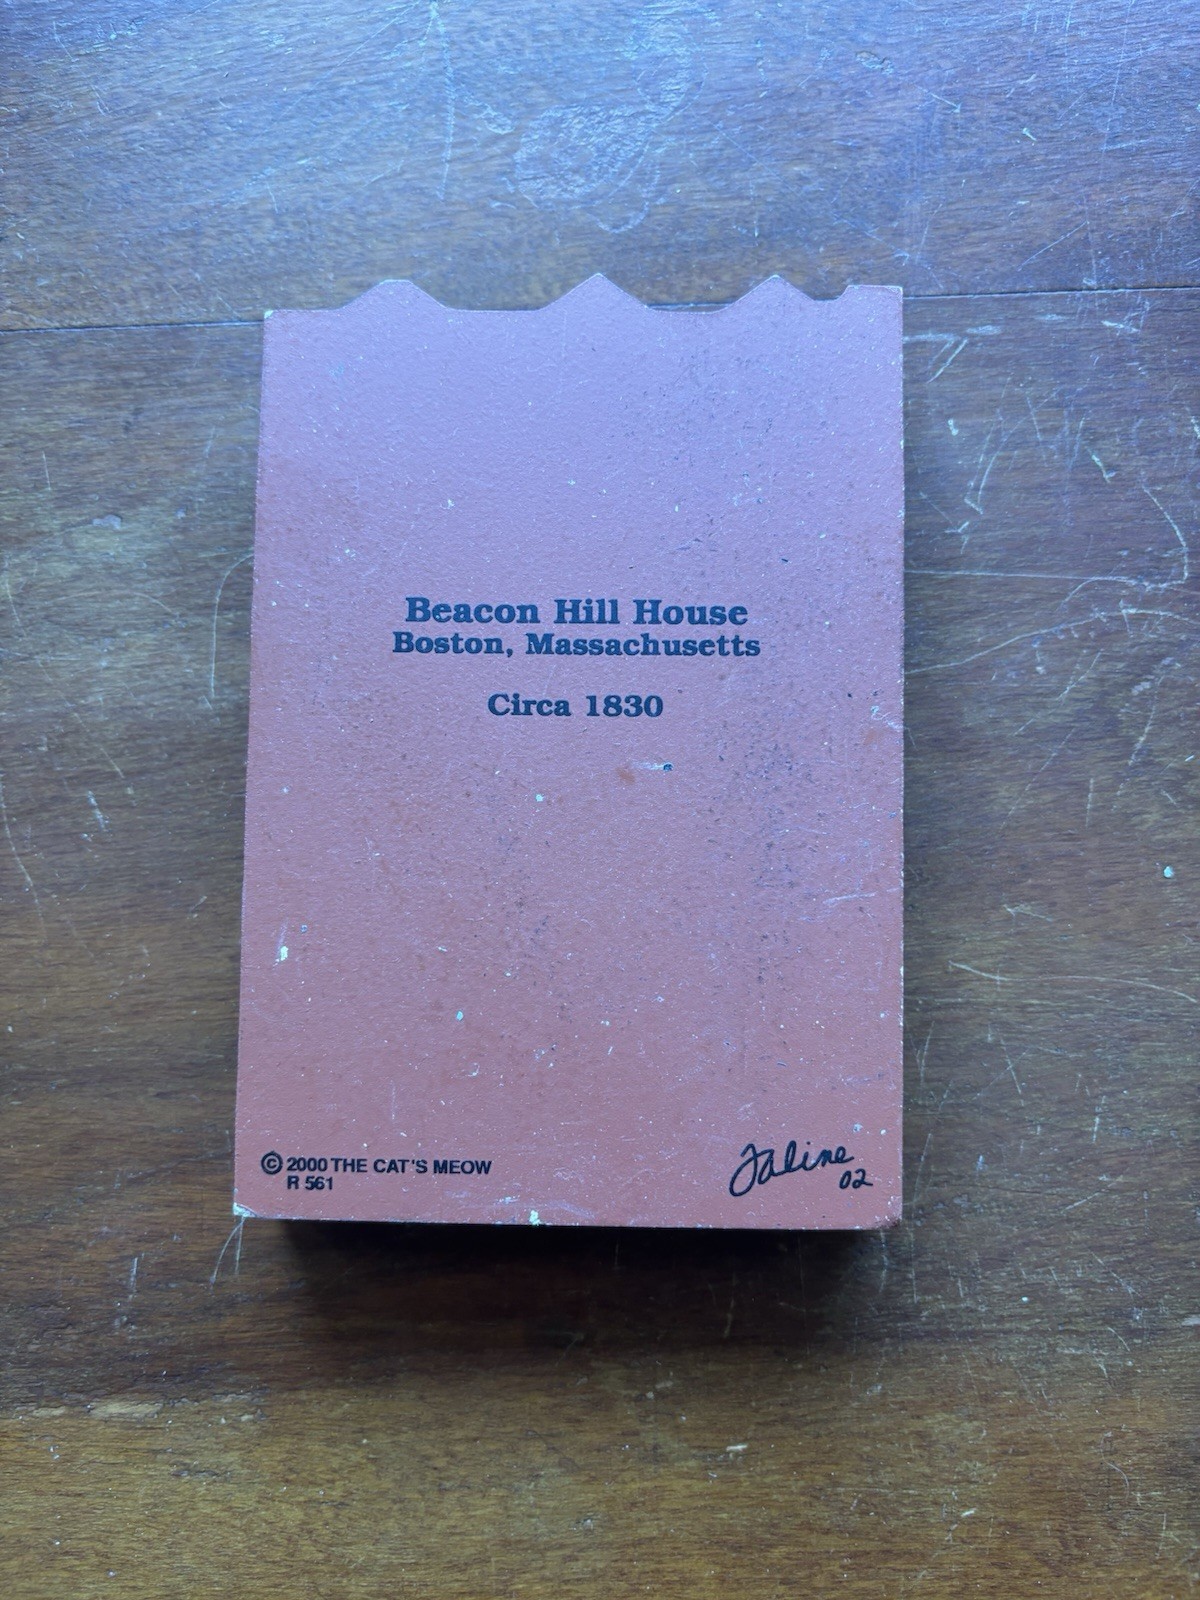 Beacon Hill House
Boston, Massachusetts
Circa 1830
© 2000 THE CAT'S MEOW
R 561
Faline
02